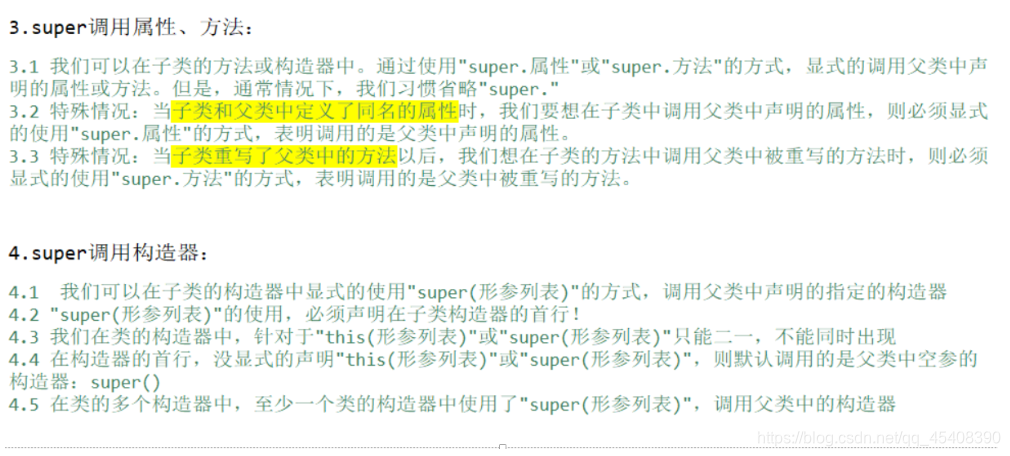 3.super调用属性、方法：
3.1 我们可以在子类的方法或构造器中。通过使用"super.属性"或"super.方法"的方式，显式的调用父类中声
明的属性或方法。但是，通常情况下，我们习惯省略"super."
3.2 特殊情况：当子类和父类中定义了同名的属性时，我们要想在子类中调用父类中声明的属性，则必须显式
的使用"super.属性"的方式，表明调用的是父类中声明的属性。
3.3 特殊情况：当子类重写了父类中的方法以后，我们想在子类的方法中调用父类中被重写的方法时，则必须
显式的使用"super.方法"的方式，表明调用的是父类中被重写的方法。
4.super调用构造器：
4.1 我们可以在子类的构造器中显式的使用"super(形参列表)"的方式，调用父类中声明的指定的构造器
4.2 "super(形参列表)"的使用，必须声明在子类构造器的首行！
4.3 我们在类的构造器中，针对于"this(形参列表)"或"super(形参列表)"只能二一，不能同时出现
4.4 在构造器的首行，没显式的声明"this(形参列表)"或"super(形参列表)"，则默认调用的是父类中空参的
构造器：super()
4.5 在类的多个构造器中，至少一个类的构造器中使用了"super(形参列表)"，调用父类中的构造器
https://blog.csdn.net/qq_45408390